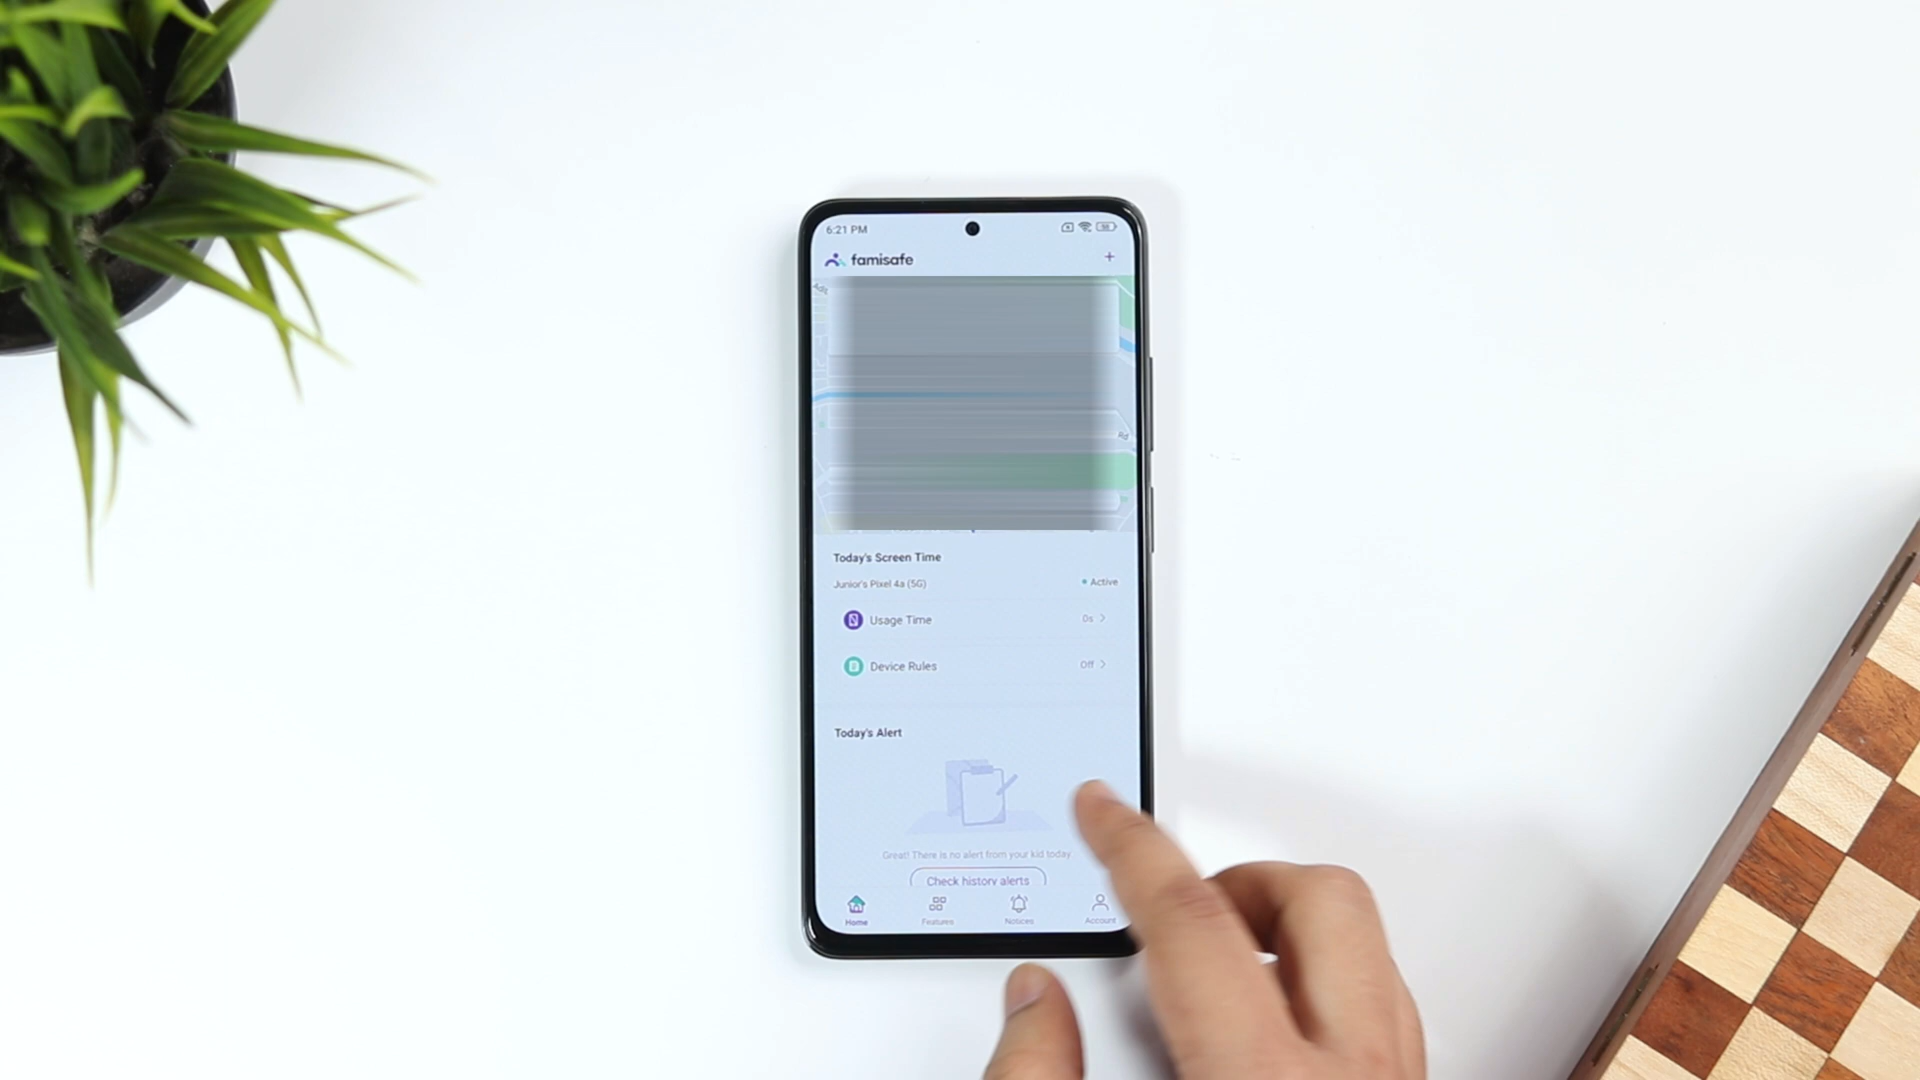 6:21 PM
famisafe
+
Rd
Today's Screen Time
Junior's Pixel 4a (5G)
Active
Usage Time
0s
Device Rules
Off
Today's Alert
Great! There is no alert from your kid today
Check history alerts
Home
Features
Notices
Account